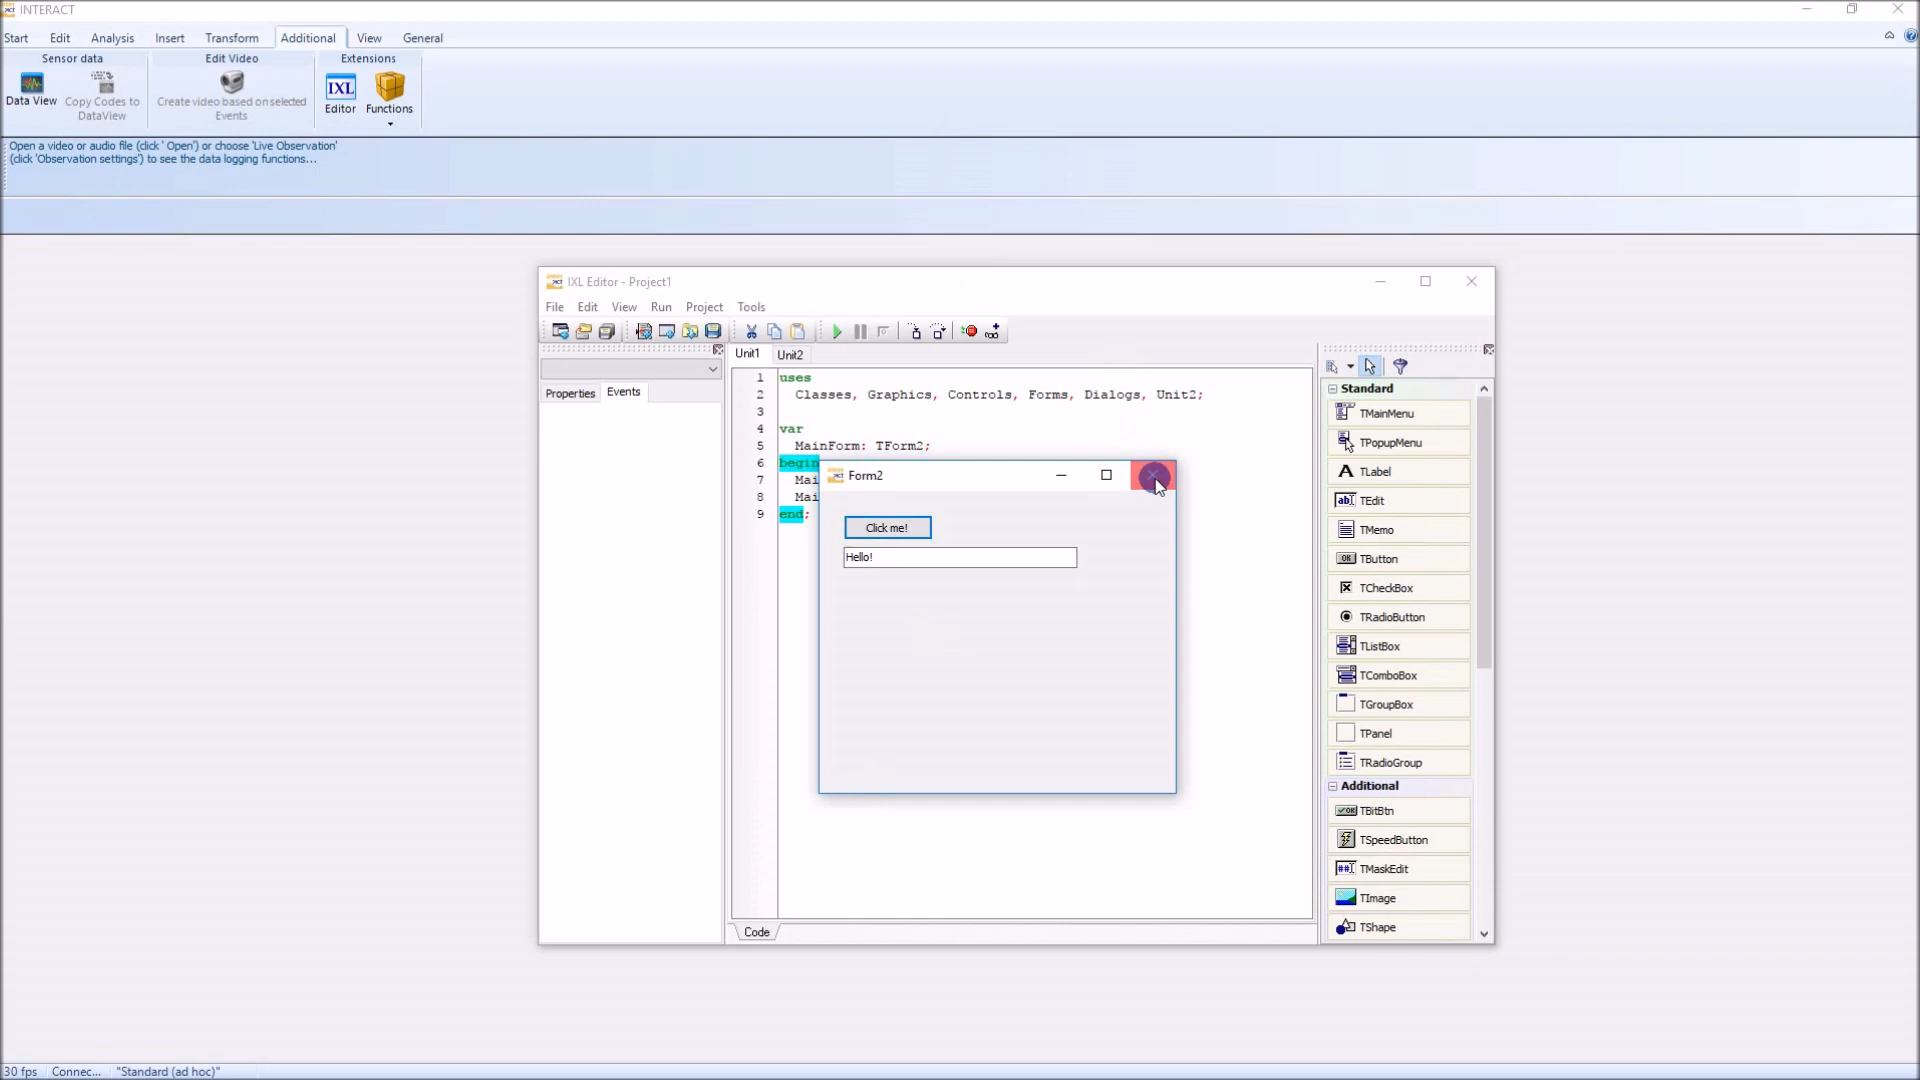 INTERACT
Start Edit Analysis Insert Transform Additional View General
Sensor data Edit Video Extensions
Data View Copy Codes to DataView Create video based on selected Events IXL Editor Functions
Open a video or audio file (click ' Open') or choose 'Live Observation'
(click 'Observation settings') to see the data logging functions...
IXL Editor - Project1
File Edit View Run Project Tools
Unit1 Unit2
Properties Events
1 uses
2 Classes, Graphics, Controls, Forms, Dialogs, Unit2;
3
4 var
5 MainForm: TForm2;
6 begin
7 Mai
8 Mai
9 end;
Form2
Click me!
Hello!
Code
Standard
TMainMenu
TPopupMenu
TLabel
TEdit
TMemo
TButton
TCheckBox
TRadioButton
TListBox
TComboBox
TGroupBox
TPanel
TRadioGroup
Additional
TBitBtn
TSpeedButton
TMaskEdit
TImage
TShape
30 fps Connec... "Standard (ad hoc)"